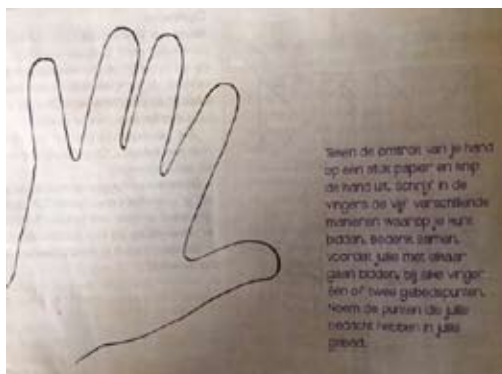 Teken de omtrek van je hand
op een stuk papier en knip
de hand uit. Schrijf in de
vingers de vijf verschillende
manieren waarop je kunt
bidden. Bedenk samen,
voordat jullie met elkaar
gaan bidden, bij elke vinger
één of twee gebedspunten.
Noem de punten die jullie
bedacht hebben in jullie
gebed.